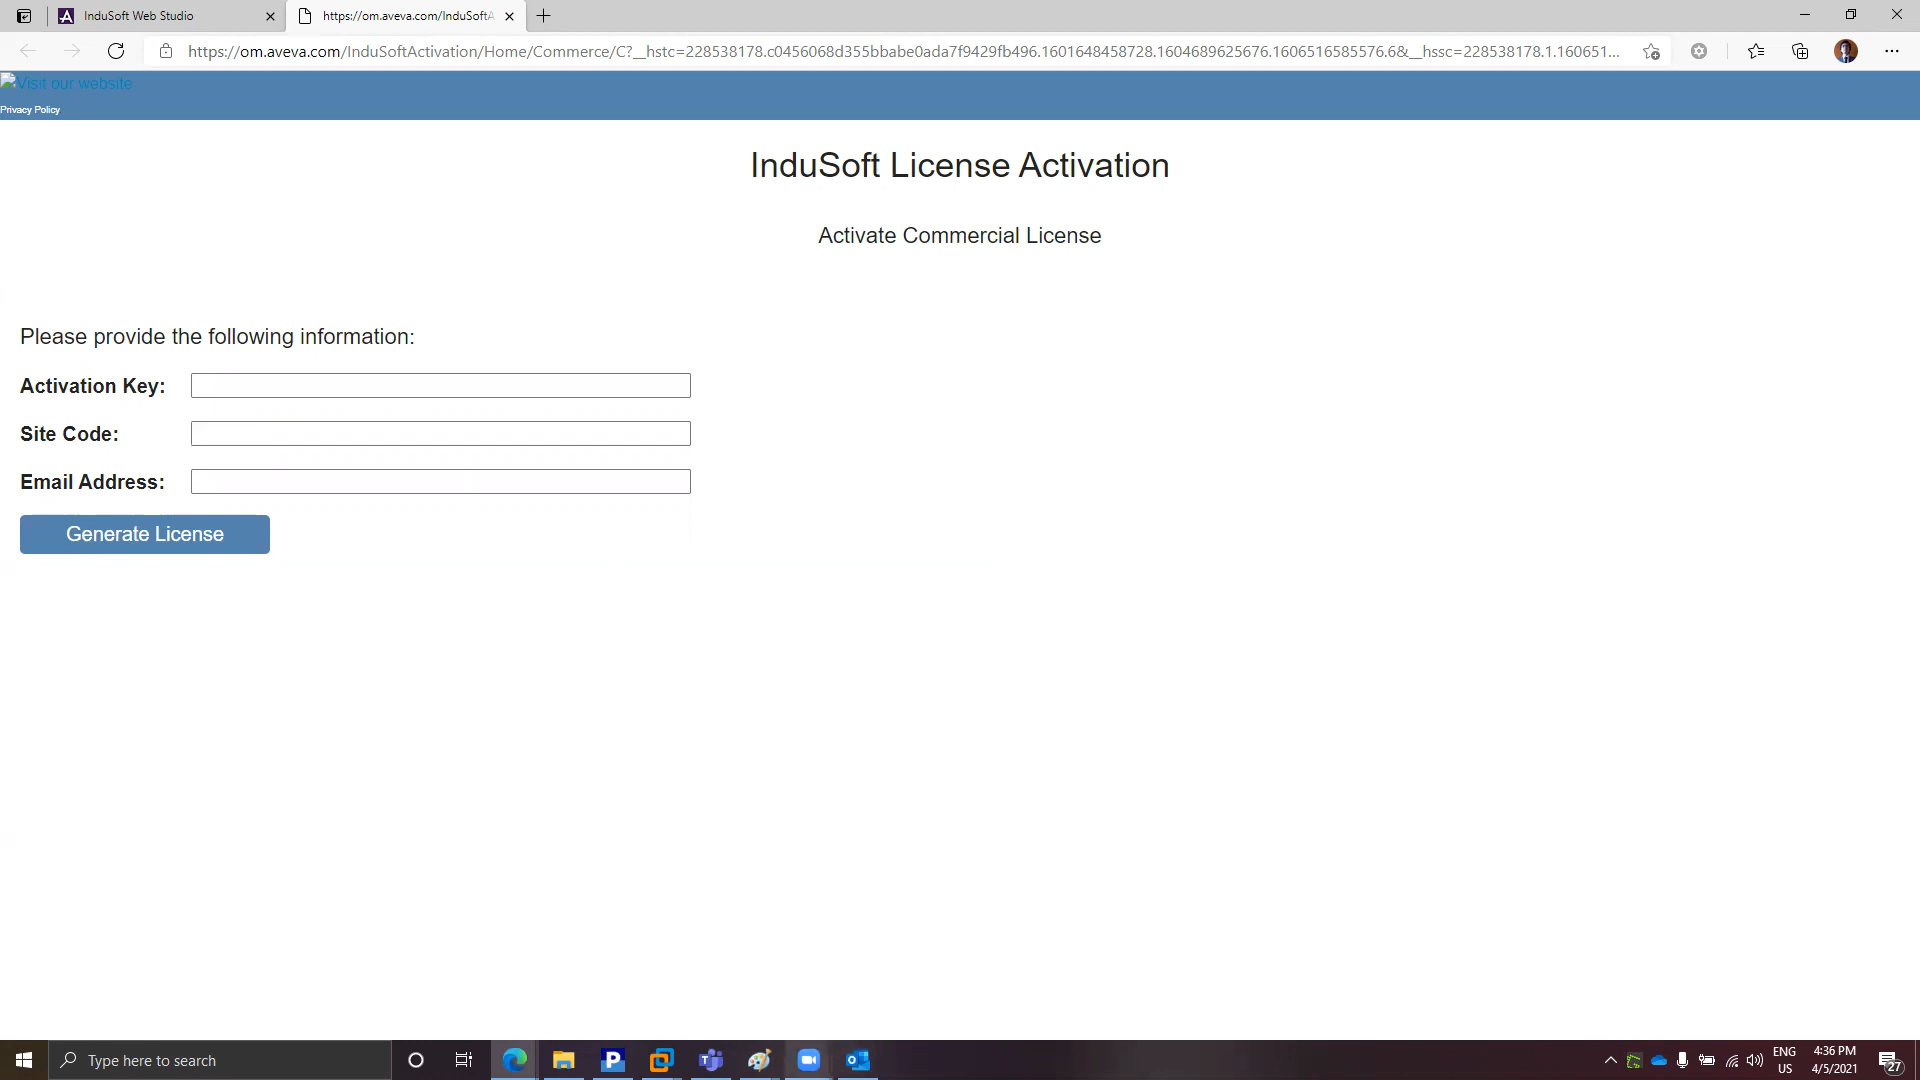 InduSoft Web Studio
https://om.aveva.com/InduSoftA
https://om.aveva.com/InduSoftActivation/Home/Commerce/C?__hstc=228538178.c0456068d355bbabe0ada7f9429fb496.1601648458728.1604689625676.1606516585576.6&__hssc=228538178.1.160651...
Visit our website
Privacy Policy
InduSoft License Activation
Activate Commercial License
Please provide the following information:
Activation Key:
Site Code:
Email Address:
Generate License
Type here to search
ENG
US
4:36 PM
4/5/2021
27